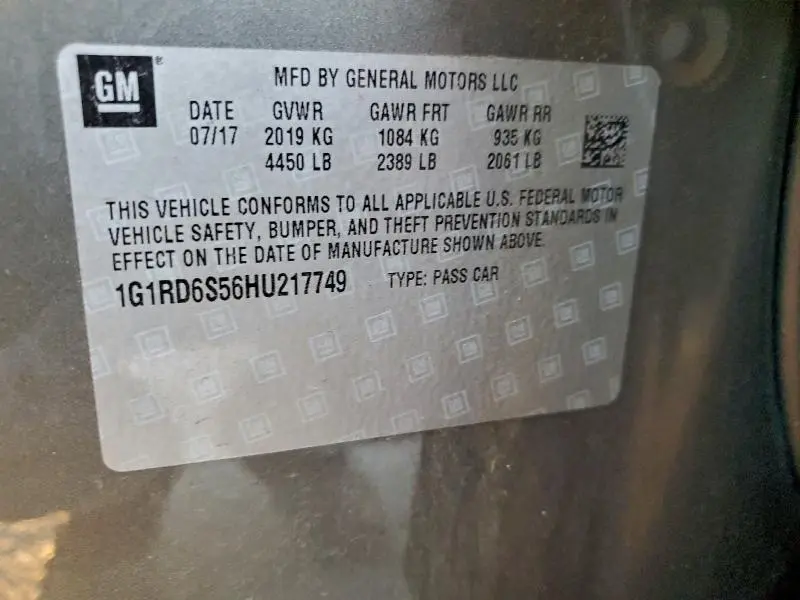 GM®
MFD BY GENERAL MOTORS LLC
DATE GVWR GAWR FRT GAWR RR
07/17 2019 KG 1084 KG 935 KG
4450 LB 2389 LB 2061 LB
THIS VEHICLE CONFORMS TO ALL APPLICABLE U.S. FEDERAL MOTOR
VEHICLE SAFETY, BUMPER, AND THEFT PREVENTION STANDARDS IN
EFFECT ON THE DATE OF MANUFACTURE SHOWN ABOVE.
1G1RD6S56HU217749 TYPE: PASS CAR